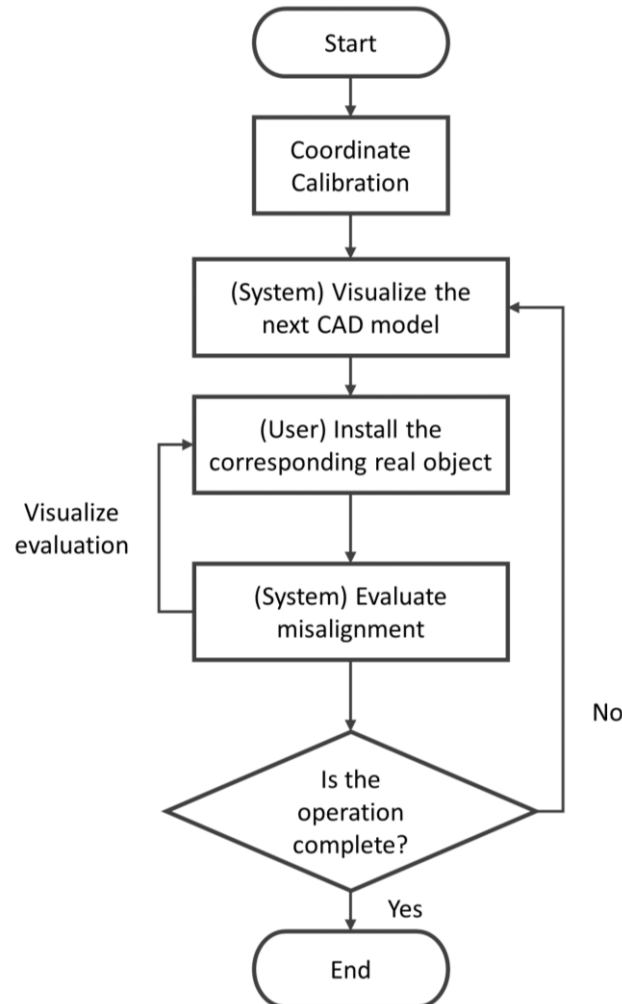 Start
Coordinate
Calibration
(System) Visualize the
next CAD model
(User) Install the
corresponding real object
Visualize
evaluation
(System) Evaluate
misalignment
No
Is the
operation
complete?
Yes
End